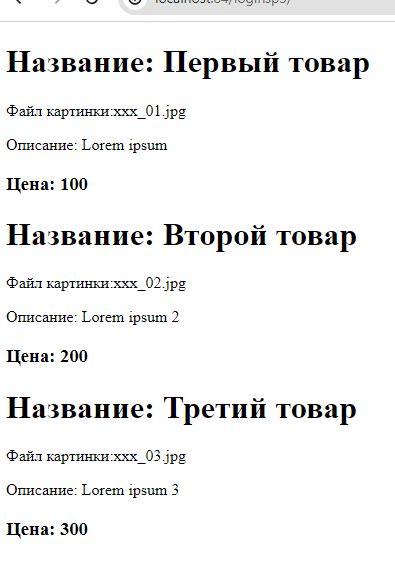 Название: Первый товар
Файл картинки:xxx_01.jpg
Описание: Lorem ipsum
Цена: 100
Название: Второй товар
Файл картинки:xxx_02.jpg
Описание: Lorem ipsum 2
Цена: 200
Название: Третий товар
Файл картинки:xxx_03.jpg
Описание: Lorem ipsum 3
Цена: 300